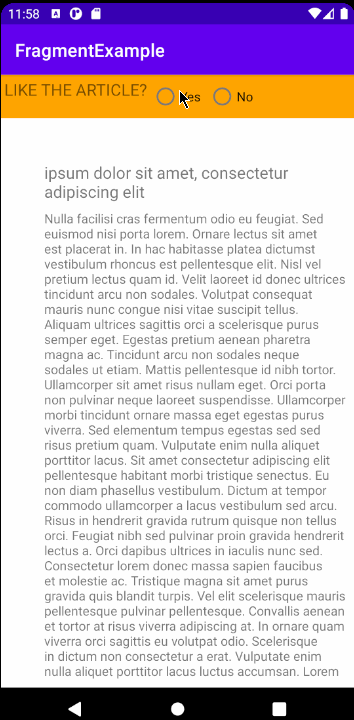 11:58
FragmentExample
LIKE THE ARTICLE? Yes No
ipsum dolor sit amet, consectetur
adipiscing elit
Nulla facilisi cras fermentum odio eu feugiat. Sed
euismod nisi porta lorem. Ornare lectus sit amet
est placerat in. In hac habitasse platea dictumst
vestibulum rhoncus est pellentesque elit. Nisl vel
pretium lectus quam id. Velit laoreet id donec ultrices
tincidunt arcu non sodales. Volutpat consequat
mauris nunc congue nisi vitae suscipit tellus.
Aliquam ultrices sagittis orci a scelerisque purus
semper eget. Egestas pretium aenean pharetra
magna ac. Tincidunt arcu non sodales neque
sodales ut etiam. Mattis pellentesque id nibh tortor.
Ullamcorper sit amet risus nullam eget. Orci porta
non pulvinar neque laoreet suspendisse. Ullamcorper
morbi tincidunt ornare massa eget egestas purus
viverra. Sed elementum tempus egestas sed sed
risus pretium quam. Vulputate enim nulla aliquet
porttitor lacus. Sit amet consectetur adipiscing elit
pellentesque habitant morbi tristique senectus. Eu
non diam phasellus vestibulum. Dictum at tempor
commodo ullamcorper a lacus vestibulum sed arcu.
Risus in hendrerit gravida rutrum quisque non tellus
orci. Feugiat nibh sed pulvinar proin gravida hendrerit
lectus a. Orci dapibus ultrices in iaculis nunc sed.
Consectetur lorem massa sapien faucibus
et molestie ac. Tristique magna sit amet purus
gravida quis blandit turpis. Vel elit scelerisque mauris
pellentesque pulvinar pellentesque. Convallis aenean
et tortor at risus viverra adipiscing at. In ornare quam
viverra orci sagittis eu volutpat odio. Scelerisque
in dictum non consectetur a erat. Vulputate enim
nulla aliquet porttitor lacus luctus accumsan. Lorem